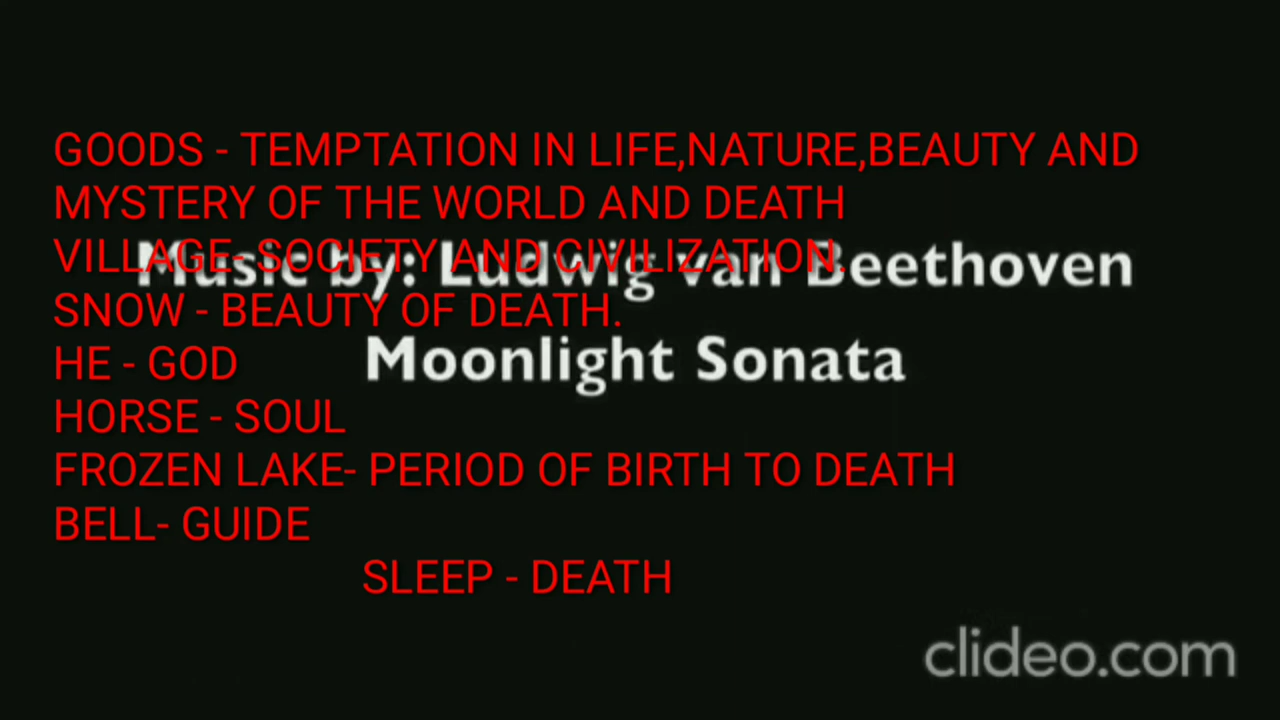 GOODS - TEMPTATION IN LIFE,NATURE,BEAUTY AND
MYSTERY OF THE WORLD AND DEATH
VILLAGE- SOCIETY AND CIVILIZATION.
Music by: Ludwig van Beethoven
SNOW - BEAUTY OF DEATH.
HE - GOD
Moonlight Sonata
HORSE - SOUL
FROZEN LAKE- PERIOD OF BIRTH TO DEATH
BELL- GUIDE
SLEEP - DEATH
clideo.com